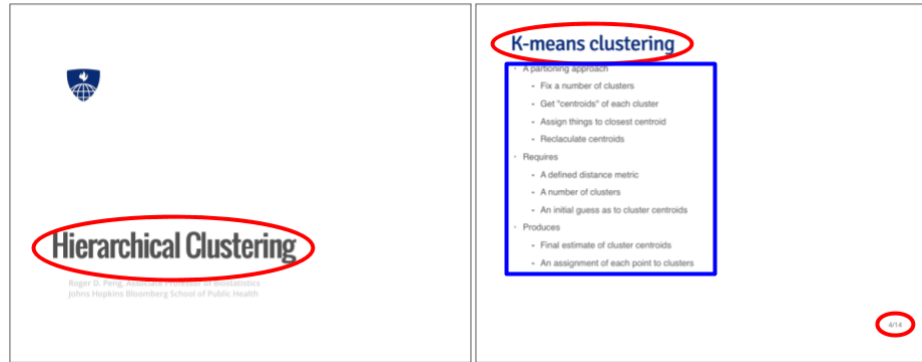 Hierarchical Clustering
Roger D. Peng, Associate Professor of Biostatistics
Johns Hopkins Bloomberg School of Public Health
K-means clustering
· A partioning approach
- Fix a number of clusters
- Get "centroids" of each cluster
- Assign things to closest centroid
- Reclaculate centroids
· Requires
- A defined distance metric
- A number of clusters
- An initial guess as to cluster centroids
· Produces
- Final estimate of cluster centroids
- An assignment of each point to clusters
4/14